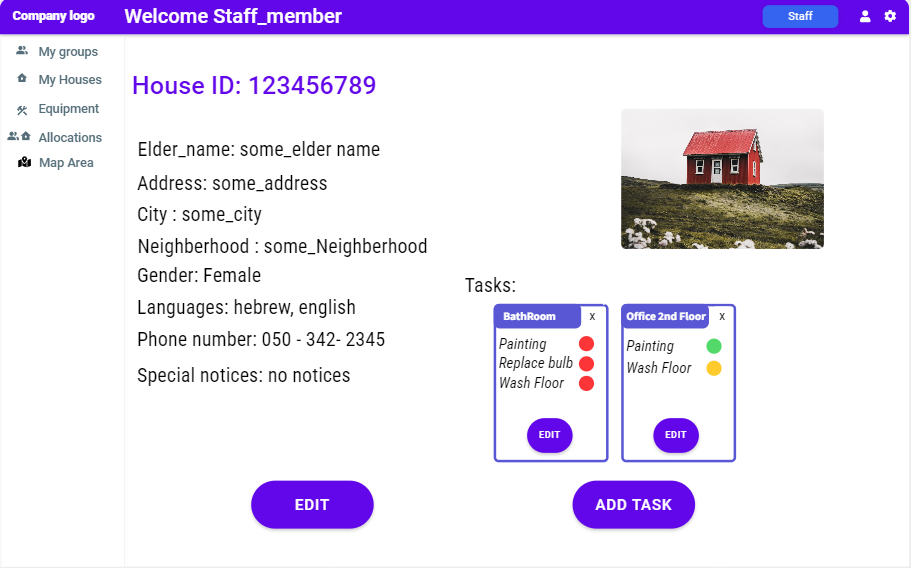 Company logo
Welcome Staff_member
Staff
My groups
My Houses
Equipment
Allocations
Map Area
House ID: 123456789
Elder_name: some_elder name
Address: some_address
City : some_city
Neighberhood : some_Neighberhood
Gender: Female
Languages: hebrew, english
Phone number: 050 - 342- 2345
Special notices: no notices
Tasks:
BathRoom X
Painting
Replace bulb
Wash Floor
EDIT
Office 2nd Floor X
Painting
Wash Floor
EDIT
EDIT
ADD TASK